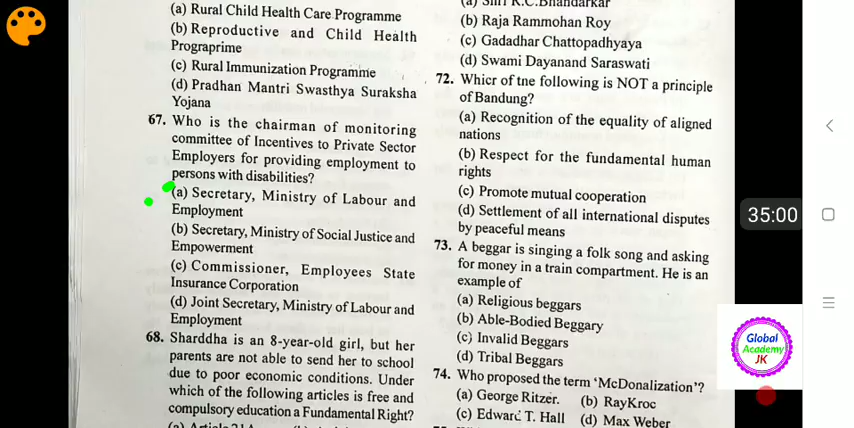 (a) Rural Child Health Care Programme
(b) Reproductive and Child Health
Prograprime
(c) Rural Immunization Programme
(d) Pradhan Mantri Swasthya Suraksha
Yojana
67. Who is the chairman of monitoring
committee of Incentives to Private Sector
Employers for providing employment to
persons with disabilities?
(a) Secretary, Ministry of Labour and
Employment
(b) Secretary, Ministry of Social Justice and
Empowerment
(c) Commissioner, Employees State
Insurance Corporation
(d) Joint Secretary, Ministry of Labour and
Employment
68. Sharddha is an 8-year-old girl, but her
parents are not able to send her to school
due to poor economic conditions. Under
which of the following articles is free and
compulsory education a Fundamental Right?
(a) Shri R.C.Bhandarkar
(b) Raja Rammohan Roy
(c) Gadadhar Chattopadhyaya
(d) Swami Dayanand Saraswati
72. Which of the following is NOT a principle
of Bandung?
(a) Recognition of the equality of aligned
nations
(b) Respect for the fundamental human
rights
(c) Promote mutual cooperation
(d) Settlement of all international disputes
by peaceful means
73. A beggar is singing a folk song and asking
for money in a train compartment. He is an
example of
(a) Religious beggars
(b) Able-Bodied Beggary
(c) Invalid Beggars
(d) Tribal Beggars
74. Who proposed the term ‘McDonalization’?
(a) George Ritzer. (b) RayKroc
(c) Edward T. Hall (d) Max Weber
35:00
Global
Academy
JK